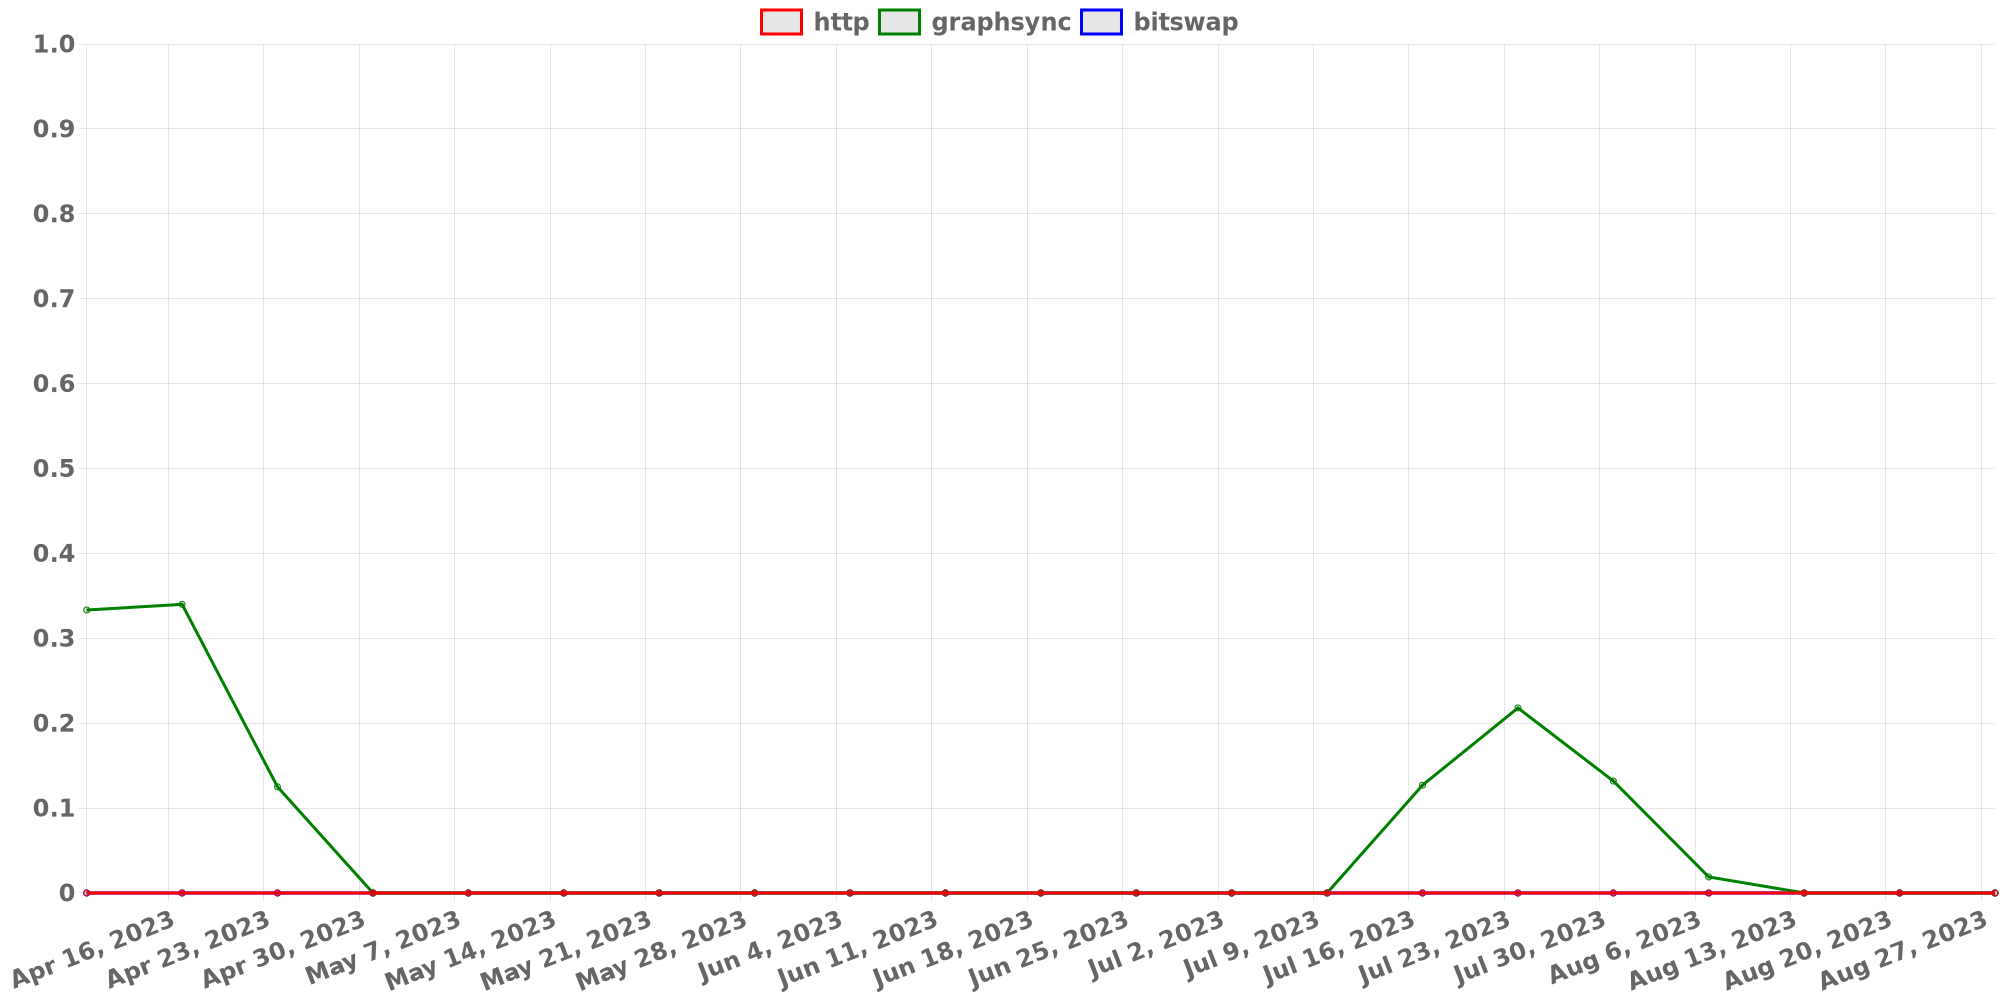 http graphsync bitswap
1.0
0.9
0.8
0.7
0.6
0.5
0.4
0.3
0.2
0.1
0
Apr 16, 2023
Apr 23, 2023
Apr 30, 2023
May 7, 2023
May 14, 2023
May 21, 2023
May 28, 2023
Jun 4, 2023
Jun 11, 2023
Jun 18, 2023
Jun 25, 2023
Jul 2, 2023
Jul 9, 2023
Jul 16, 2023
Jul 23, 2023
Jul 30, 2023
Aug 6, 2023
Aug 13, 2023
Aug 20, 2023
Aug 27, 2023